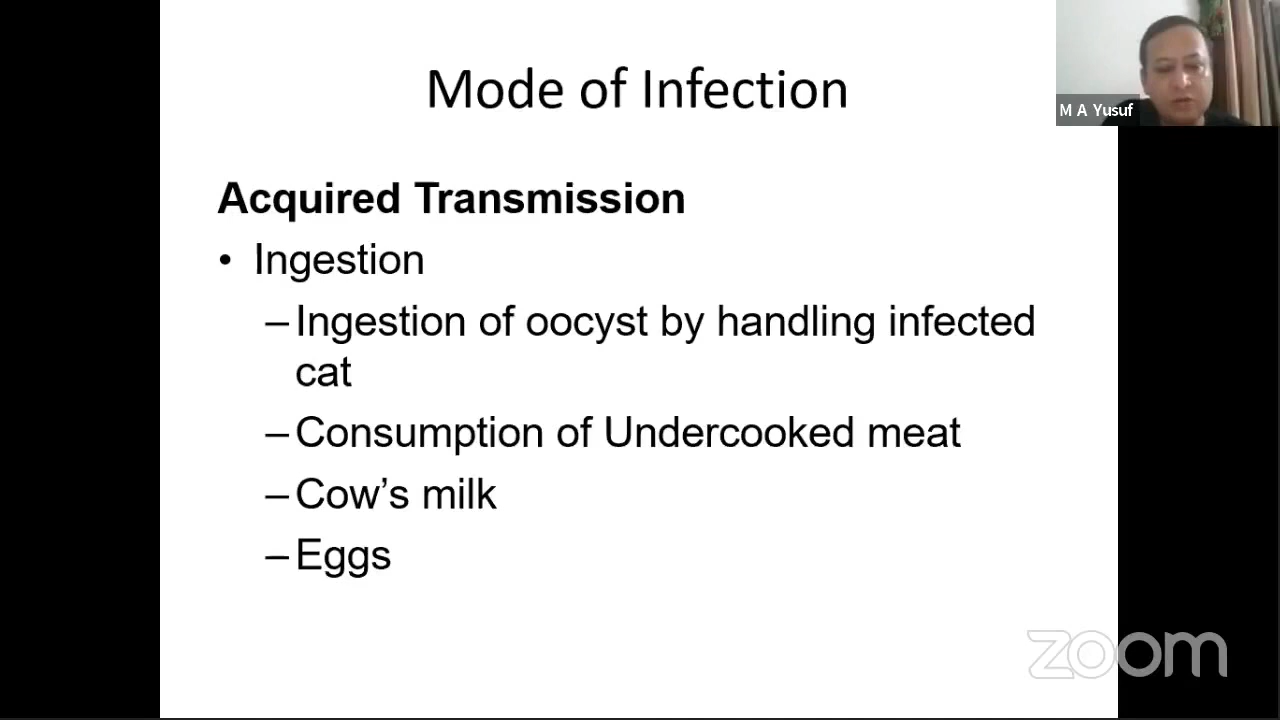 Mode of Infection
M A Yusuf
Acquired Transmission
• Ingestion
– Ingestion of oocyst by handling infected
cat
– Consumption of Undercooked meat
– Cow’s milk
– Eggs
zoom